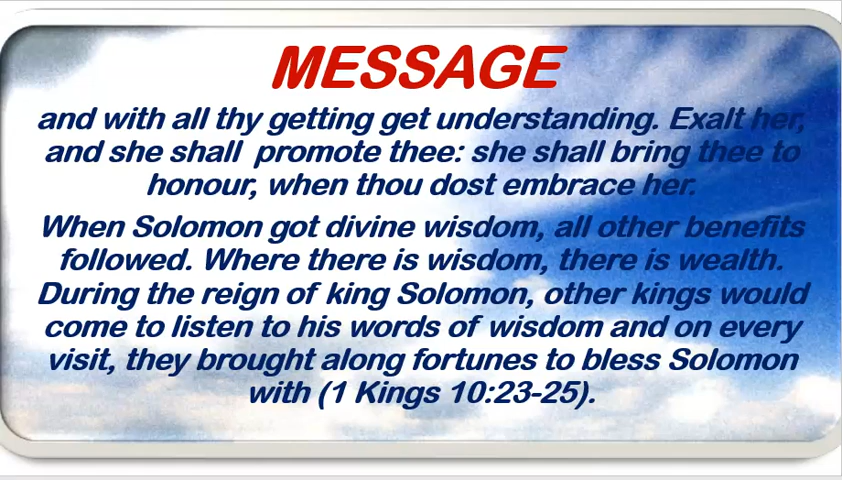 MESSAGE
and with all thy getting get understanding. Exalt her,
and she shall promote thee: she shall bring thee to
honour, when thou dost embrace her.
When Solomon got divine wisdom, all other benefits
followed. Where there is wisdom, there is wealth.
During the reign of king Solomon, other kings would
come to listen to his words of wisdom and on every
visit, they brought along fortunes to bless Solomon
with (1 Kings 10:23-25).